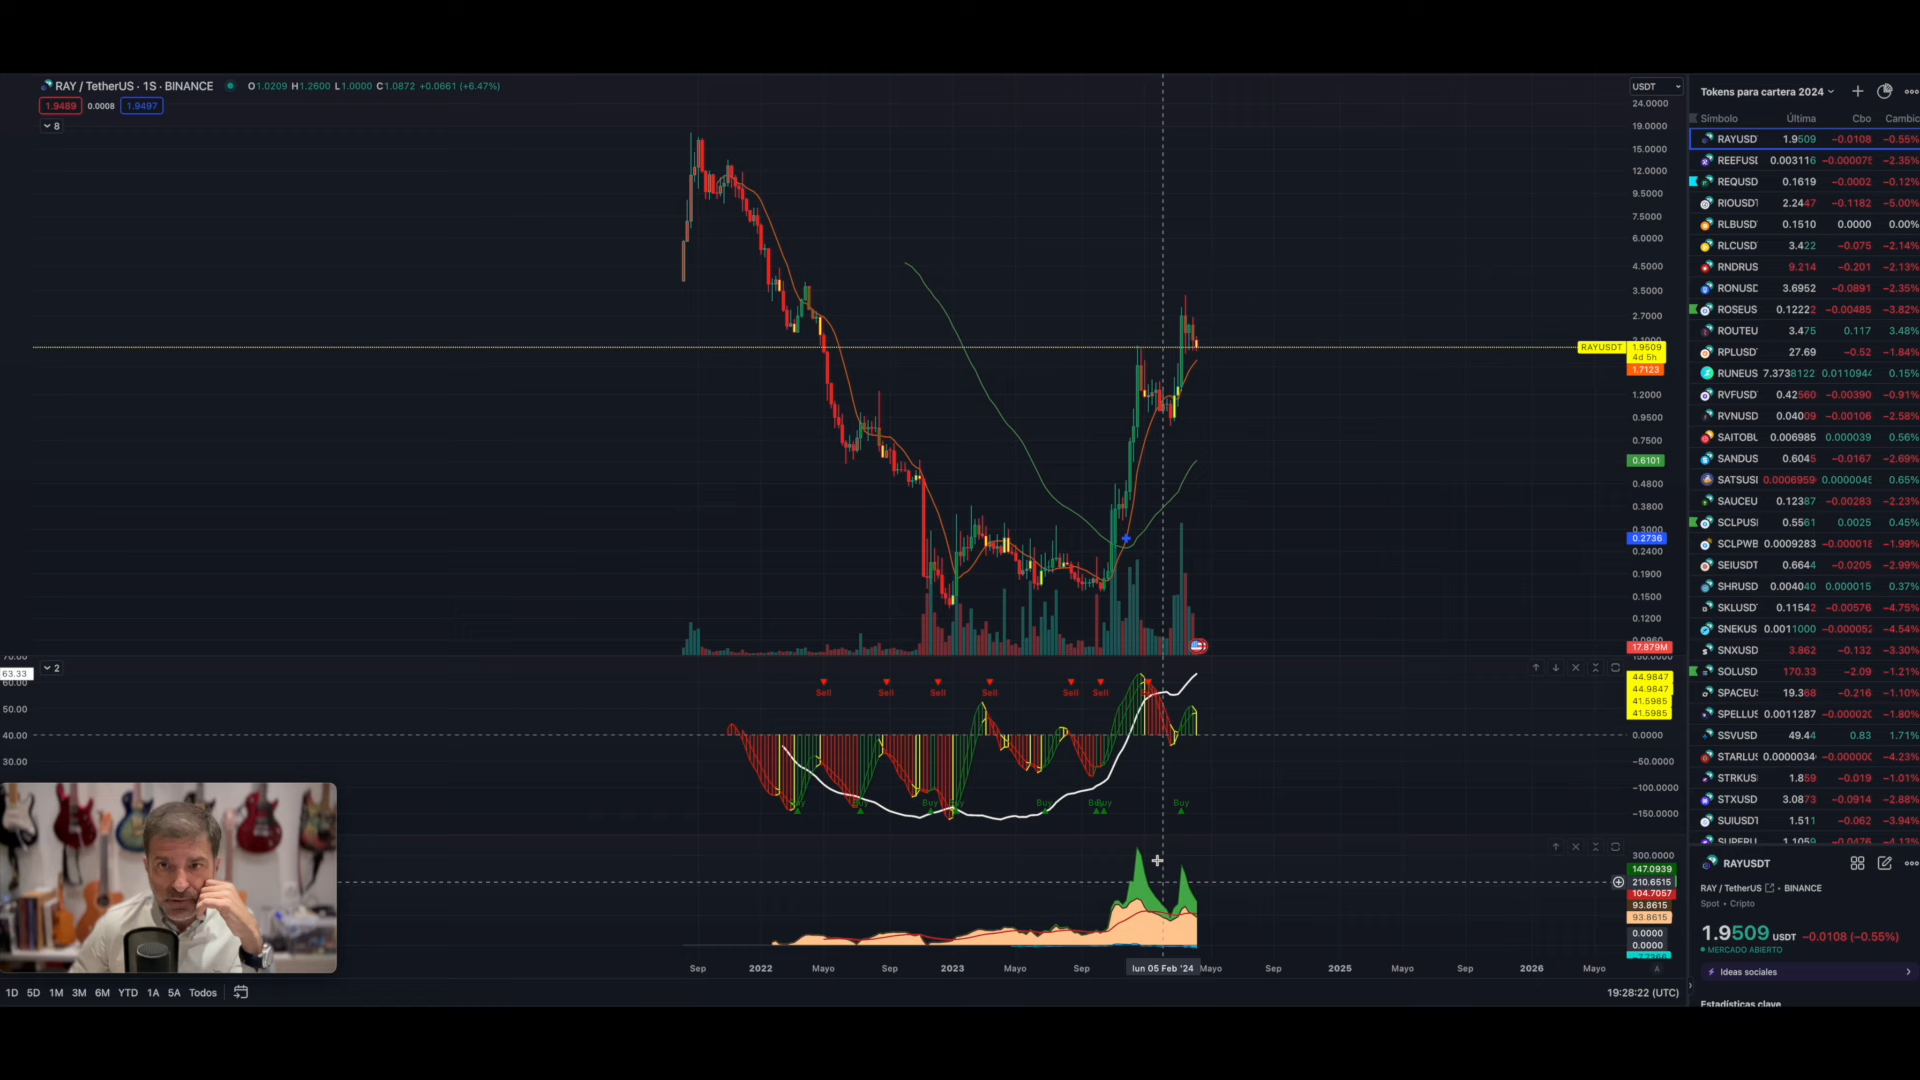 RAY / TetherUS · 1S · BINANCE O1.0209 H1.2600 L1.0000 C1.0872 +0.0661 (+6.47%)
1.9489 0.0008 1.9497
8
USDT
24.0000
19.0000
15.0000
12.0000
9.5000
7.5000
6.0000
4.5000
3.5000
2.7000
RAYUSDT 1.9509
4d 5h
1.7123
1.2000
0.9500
0.7500
0.6101
0.4800
0.3800
0.3000
0.2736
0.2400
0.1900
0.1500
0.1200
17.879M
2
63.33
60.00
50.00
40.00
30.00
Sell Sell Sell Sell Sell Sell
Buy Buy Buy Buy
44.9847
44.9847
41.5985
41.5985
0.0000
−50.0000
−100.0000
−150.0000
300.0000
147.0939
210.6515
104.7057
93.8615
93.8615
0.0000
0.0000
Sep 2022 Mayo Sep 2023 Mayo Sep lun 05 Feb '24 Mayo Sep 2025 Mayo Sep 2026 Mayo A
1D 5D 1M 3M 6M YTD 1A 5A Todos
19:28:22 (UTC)
Tokens para cartera 2024
Símbolo Última Cbo Cambic
RAYUSD 1.9509 −0.0108 −0.55%
REEFUSD 0.003116 −0.000075 −2.35%
REQUSD 0.1619 −0.0002 −0.12%
RIOUSDT 2.2447 −0.1182 −5.00%
RLBUSD 0.1510 0.0000 0.00%
RLCUSD 3.422 −0.075 −2.14%
RNDRUS 9.214 −0.201 −2.13%
RONUSD 3.6952 −0.0891 −2.35%
ROSEUS 0.12222 −0.00485 −3.82%
ROUTEU 3.475 0.117 3.48%
RPLUSD 27.69 −0.52 −1.84%
RUNEUS 7.3738122 0.0110944 0.15%
RVFUSD 0.42560 −0.00390 −0.91%
RVNUSD 0.04009 −0.00106 −2.58%
SAITOBU 0.006985 0.000039 0.56%
SANDUS 0.6045 −0.0167 −2.69%
SATSUSI 0.0006959 0.0000045 0.65%
SAUCEU 0.12387 −0.00283 −2.23%
SCLPUS 0.5561 0.0025 0.45%
SCLPWB 0.0009283 −0.000018 −1.99%
SEIUSDT 0.6644 −0.0205 −2.99%
SHRUSD 0.004040 0.000015 0.37%
SKLUSD 0.11542 −0.00576 −4.75%
SNEKUS 0.0011000 −0.000052 −4.54%
SNXUSD 3.862 −0.132 −3.30%
SOLUSD 170.33 −2.09 −1.21%
SPACEU 19.368 −0.216 −1.10%
SPELLUS 0.0011287 −0.000020 −1.80%
SSVUSD 49.44 0.83 1.71%
STARLUS 0.0000034 −0.00000 −4.23%
STRKUS 1.859 −0.019 −1.01%
STXUSD 3.0873 −0.0914 −2.88%
SUIUSDT 1.511 −0.062 −3.94%
SUPERU 1.1059 −0.0476 −4.13%
RAYUSDT
RAY / TetherUS • BINANCE
Spot • Cripto
1.9509 USDT −0.0108 (−0.55%)
MERCADO ABIERTO
Ideas sociales
Estadísticas clave